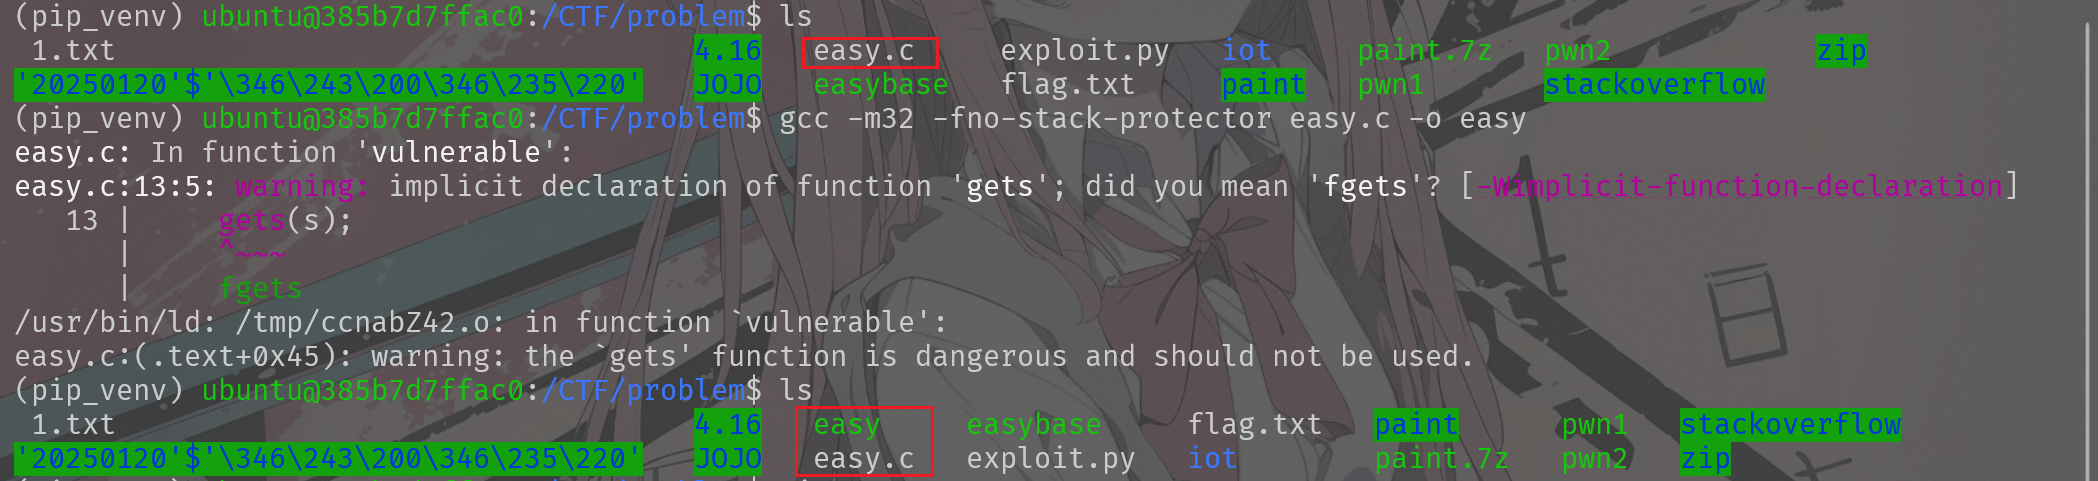 (pip_venv) ubuntu@385b7d7ffac0:/CTF/problem$ ls
1.txt 4.16 easy.c exploit.py iot paint.7z pwn2 zip
'20250120'$'\346\243\200\346\235\220' JOJO easybase flag.txt paint pwn1 stackoverflow
(pip_venv) ubuntu@385b7d7ffac0:/CTF/problem$ gcc -m32 -fno-stack-protector easy.c -o easy
easy.c: In function 'vulnerable':
easy.c:13:5: warning: implicit declaration of function 'gets'; did you mean 'fgets'? [-Wimplicit-function-declaration]
13 | gets(s);
| ^~~~
| fgets
/usr/bin/ld: /tmp/ccnabZ42.o: in function `vulnerable':
easy.c:(.text+0x45): warning: the `gets' function is dangerous and should not be used.
(pip_venv) ubuntu@385b7d7ffac0:/CTF/problem$ ls
1.txt 4.16 easy easybase flag.txt paint pwn1 stackoverflow
'20250120'$'\346\243\200\346\235\220' JOJO easy.c exploit.py iot paint.7z pwn2 zip